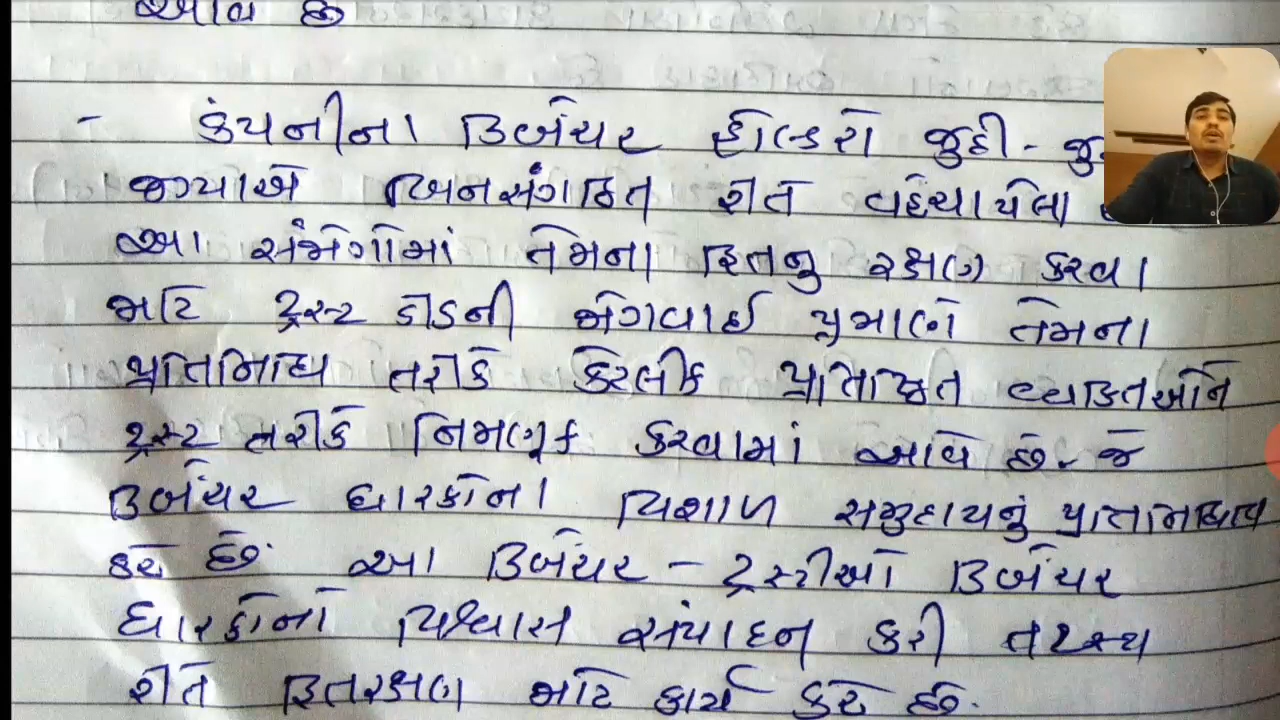 આવે છે
- કંપનીના ડિબેંચર હોલ્ડરો જુદી - જુ
જગ્યાએ બિનસંગઠિત રીતે વહેંચાયેલા
આ સંજોગોમાં તેમના હિતનુ રક્ષણ કરવા
માટે ટ્રસ્ટ ડીડની જોગવાઈ પ્રમાણે તેમના
પ્રતિનિધિ તરીકે કેટલીક પ્રતિષ્ઠિત વ્યક્તિઓને
ટ્રસ્ટ તરીકે નિમણૂક કરવામાં આવે છે. જે
ડિબેંચર ધારકોના વિશાળ સમુદાયનું પ્રતિનિધિત્વ
કરે છે. આ ડિબેંચર - ટ્રસ્ટીઓ ડિબેંચર
ધારકોનો વિશ્વાસ સંપાદન કરી તટસ્થ
રીતે હિતરક્ષણ માટે કાર્ય કરે છે.